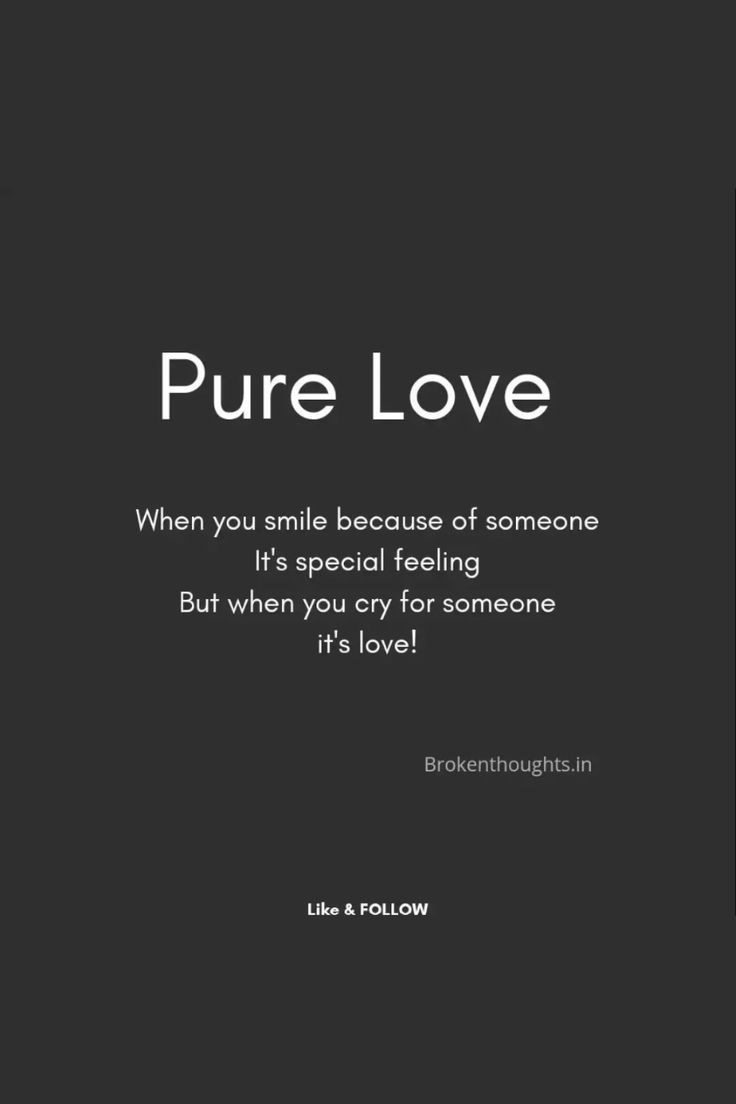 Pure Love
When you smile because of someone
It's special feeling
But when you cry for someone
it's love!
Brokenthoughts.in
Like & FOLLOW